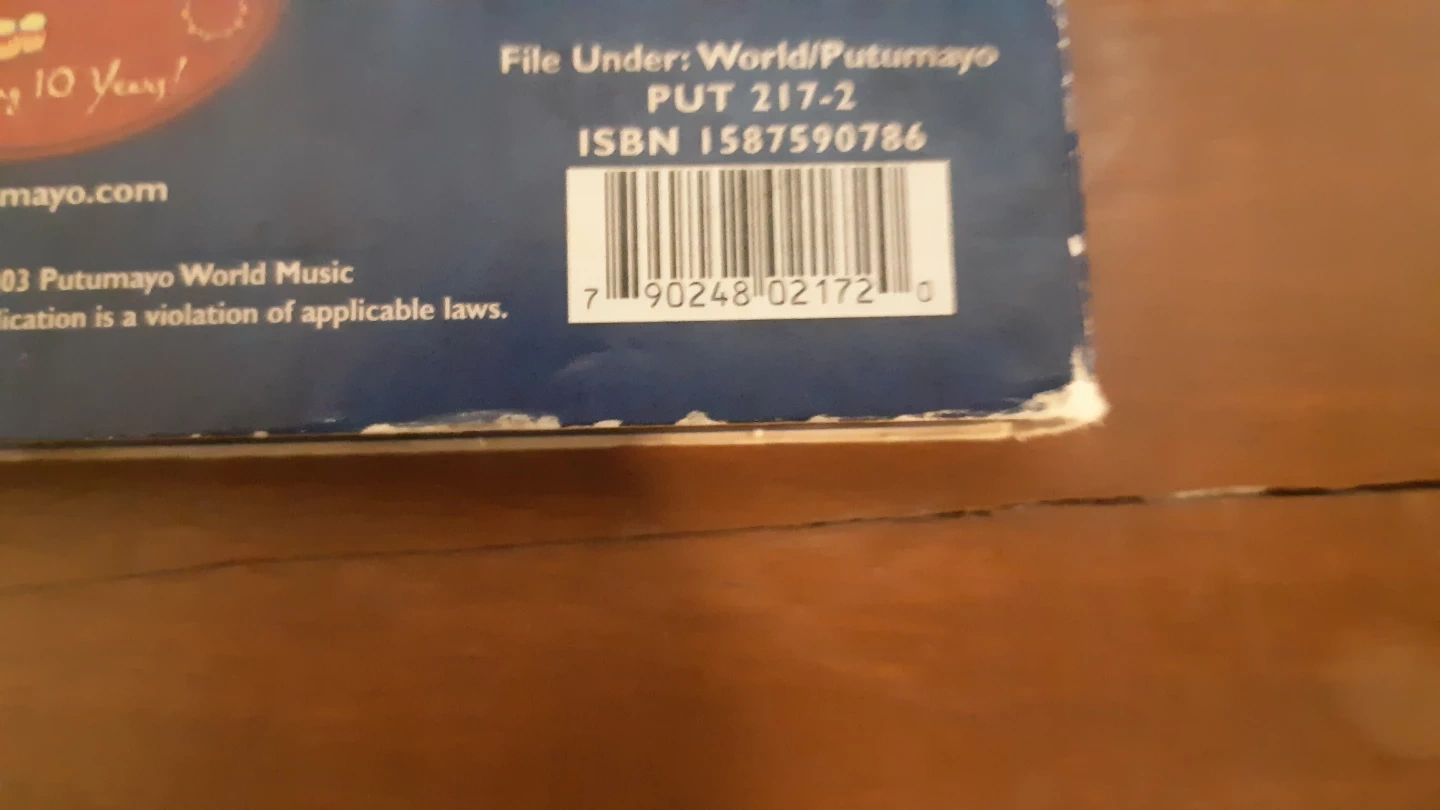 10 Years!
File Under: World/Putumayo
PUT 217-2
ISBN 1587590786
mayo.com
7 90248 02172 0
03 Putumayo World Music
ication is a violation of applicable laws.